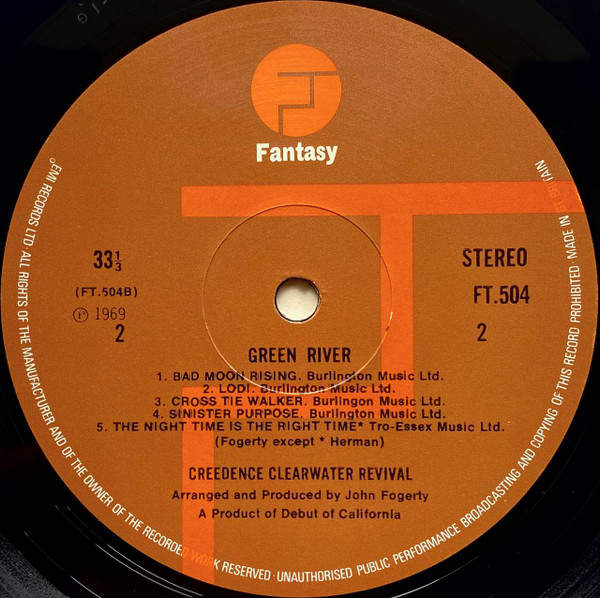 Fantasy
33⅓
STEREO
(FT.504B)
FT.504
℗ 1969
2
2
GREEN RIVER
1. BAD MOON RISING. Burlington Music Ltd.
2. LODI. Burlington Music Ltd.
3. CROSS TIE WALKER. Burlington Music Ltd.
4. SINISTER PURPOSE. Burlington Music Ltd.
5. THE NIGHT TIME IS THE RIGHT TIME* Tro-Essex Music Ltd.
(Fogerty except * Herman)
CREEDENCE CLEARWATER REVIVAL
Arranged and Produced by John Fogerty
A Product of Debut of California
EMI RECORDS LTD· ALL RIGHTS OF THE MANUFACTURER AND OF THE OWNER OF THE RECORDED WORK RESERVED · UNAUTHORISED PUBLIC PERFORMANCE BROADCASTING AND COPYING OF THIS RECORD PROHIBITED · MADE IN GT BRITAIN